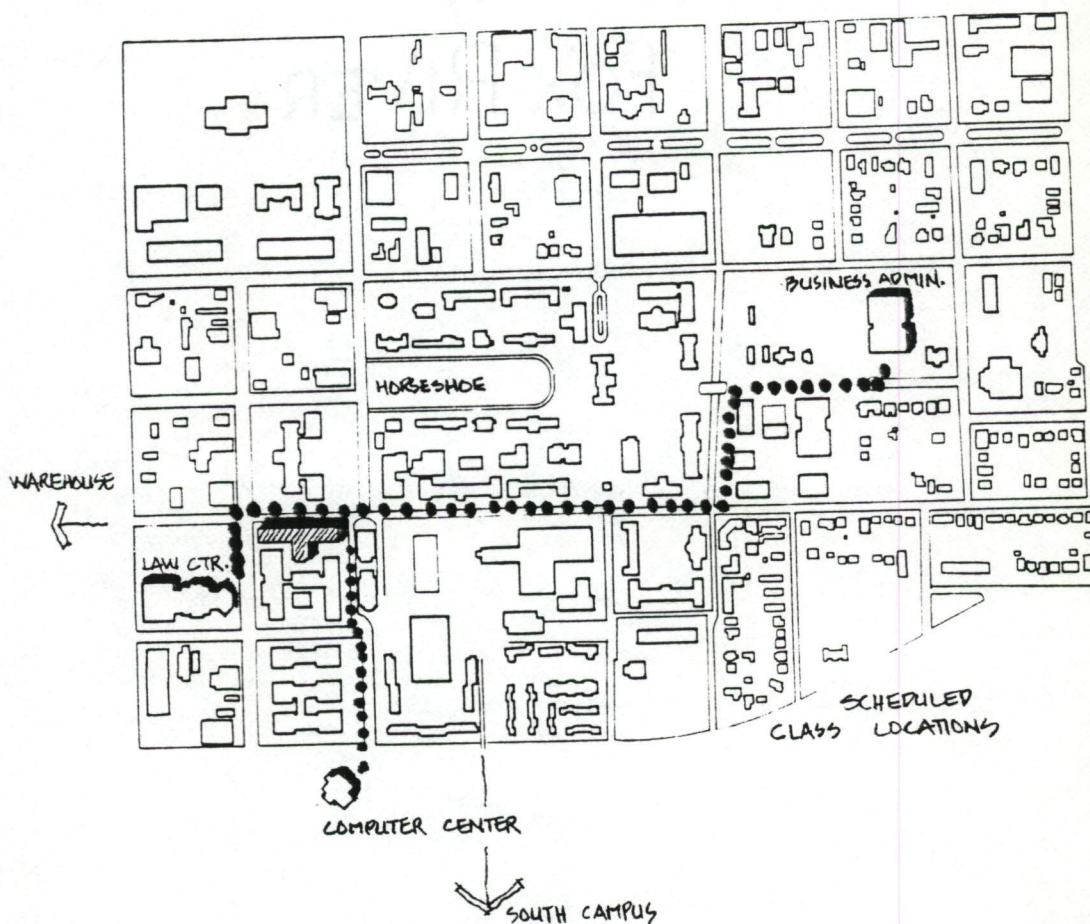 BUSINESS ADMIN.
HORSESHOE
WAREHOUSE
LAW CTR.
SCHEDULED
CLASS LOCATIONS
COMPUTER CENTER
SOUTH CAMPUS